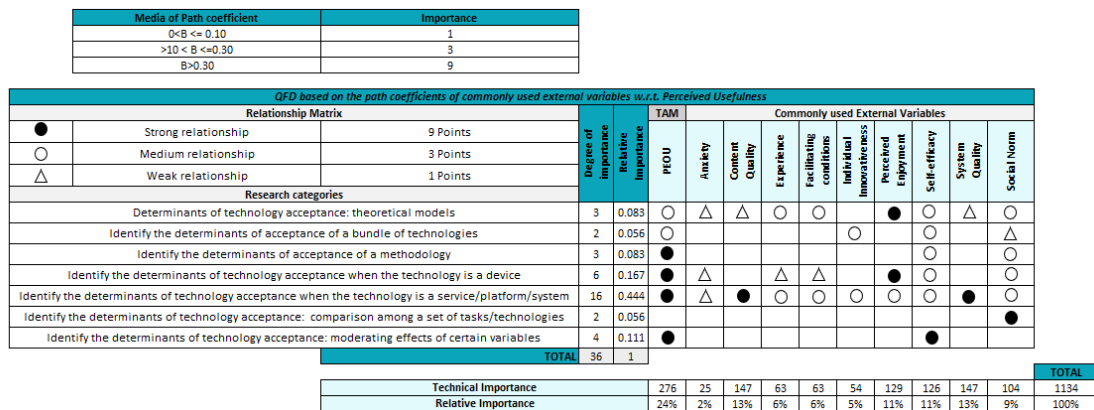 Media of Path coefficient Importance
0<B <= 0.10 1
>10 < B <=0.30 3
B>0.30 9
QFD based on the path coefficients of commonly used external variables w.r.t. Perceived Usefulness
Relationship Matrix Degree of importance Relative Importance TAM Commonly used External Variables
● Strong relationship 9 Points
○ Medium relationship 3 Points
△ Weak relationship 1 Points
PEOU Anxiety Content Quality Experience Facilitating conditions Individual Innovativeness Perceived Enjoyment Self-efficacy System Quality Social Norm
Research categories
Determinants of technology acceptance: theoretical models 3 0.083 ○ △ △ ○ ○ ● ○ △ ○
Identify the determinants of acceptance of a bundle of technologies 2 0.056 ○ ○ ○ △
Identify the determinants of acceptance of a methodology 3 0.083 ● ○ ○
Identify the determinants of technology acceptance when the technology is a device 6 0.167 ● △ △ △ ● ○ ○
Identify the determinants of technology acceptance when the technology is a service/platform/system 16 0.444 ● △ ● ○ ○ ○ ○ ○ ● ○
Identify the determinants of technology acceptance: comparison among a set of tasks/technologies 2 0.056 ●
Identify the determinants of technology acceptance: moderating effects of certain variables 4 0.111 ● ●
TOTAL 36 1
TOTAL
Technical Importance 276 25 147 63 63 54 129 126 147 104 1134
Relative Importance 24% 2% 13% 6% 6% 5% 11% 11% 13% 9% 100%